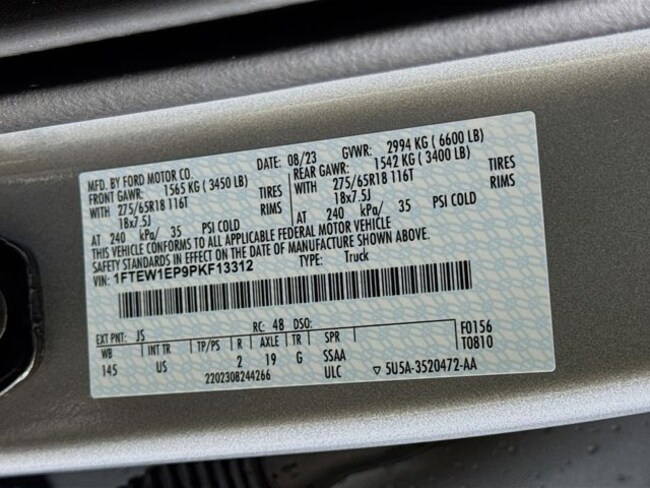 MFD. BY FORD MOTOR CO. DATE: 08/23 GVWR: 2994 KG ( 6600 LB)
FRONT GAWR: 1565 KG ( 3450 LB) REAR GAWR: 1542 KG ( 3400 LB)
WITH 275/65R18 116T TIRES WITH 275/65R18 116T TIRES
18x7.5J RIMS 18x7.5J RIMS
AT 240 kPa/ 35 PSI COLD AT 240 kPa/ 35 PSI COLD
THIS VEHICLE CONFORMS TO ALL APPLICABLE FEDERAL MOTOR VEHICLE
SAFETY STANDARDS IN EFFECT ON THE DATE OF MANUFACTURE SHOWN ABOVE.
VIN: 1FTEW1EP9PKF13312 TYPE: Truck
EXT PNT: JS RC: 48 DSO: F0156
WB INT TR TP/PS R AXLE TR SPR T0810
145 US 2 19 G SSAA
2202308244266 ULC ▽ 5U5A-3520472-AA